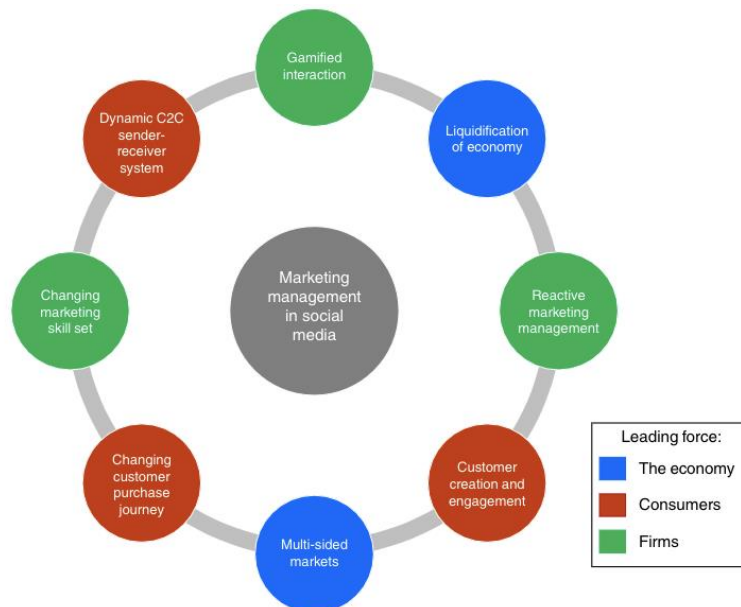 Gamified
interaction
Dynamic C2C
sender-
receiver
system
Liquidification
of economy
Changing
marketing
skill set
Marketing
management
in social
media
Reactive
marketing
management
Changing
customer
purchase
journey
Customer
creation and
engagement
Multi-sided
markets
Leading force:
The economy
Consumers
Firms